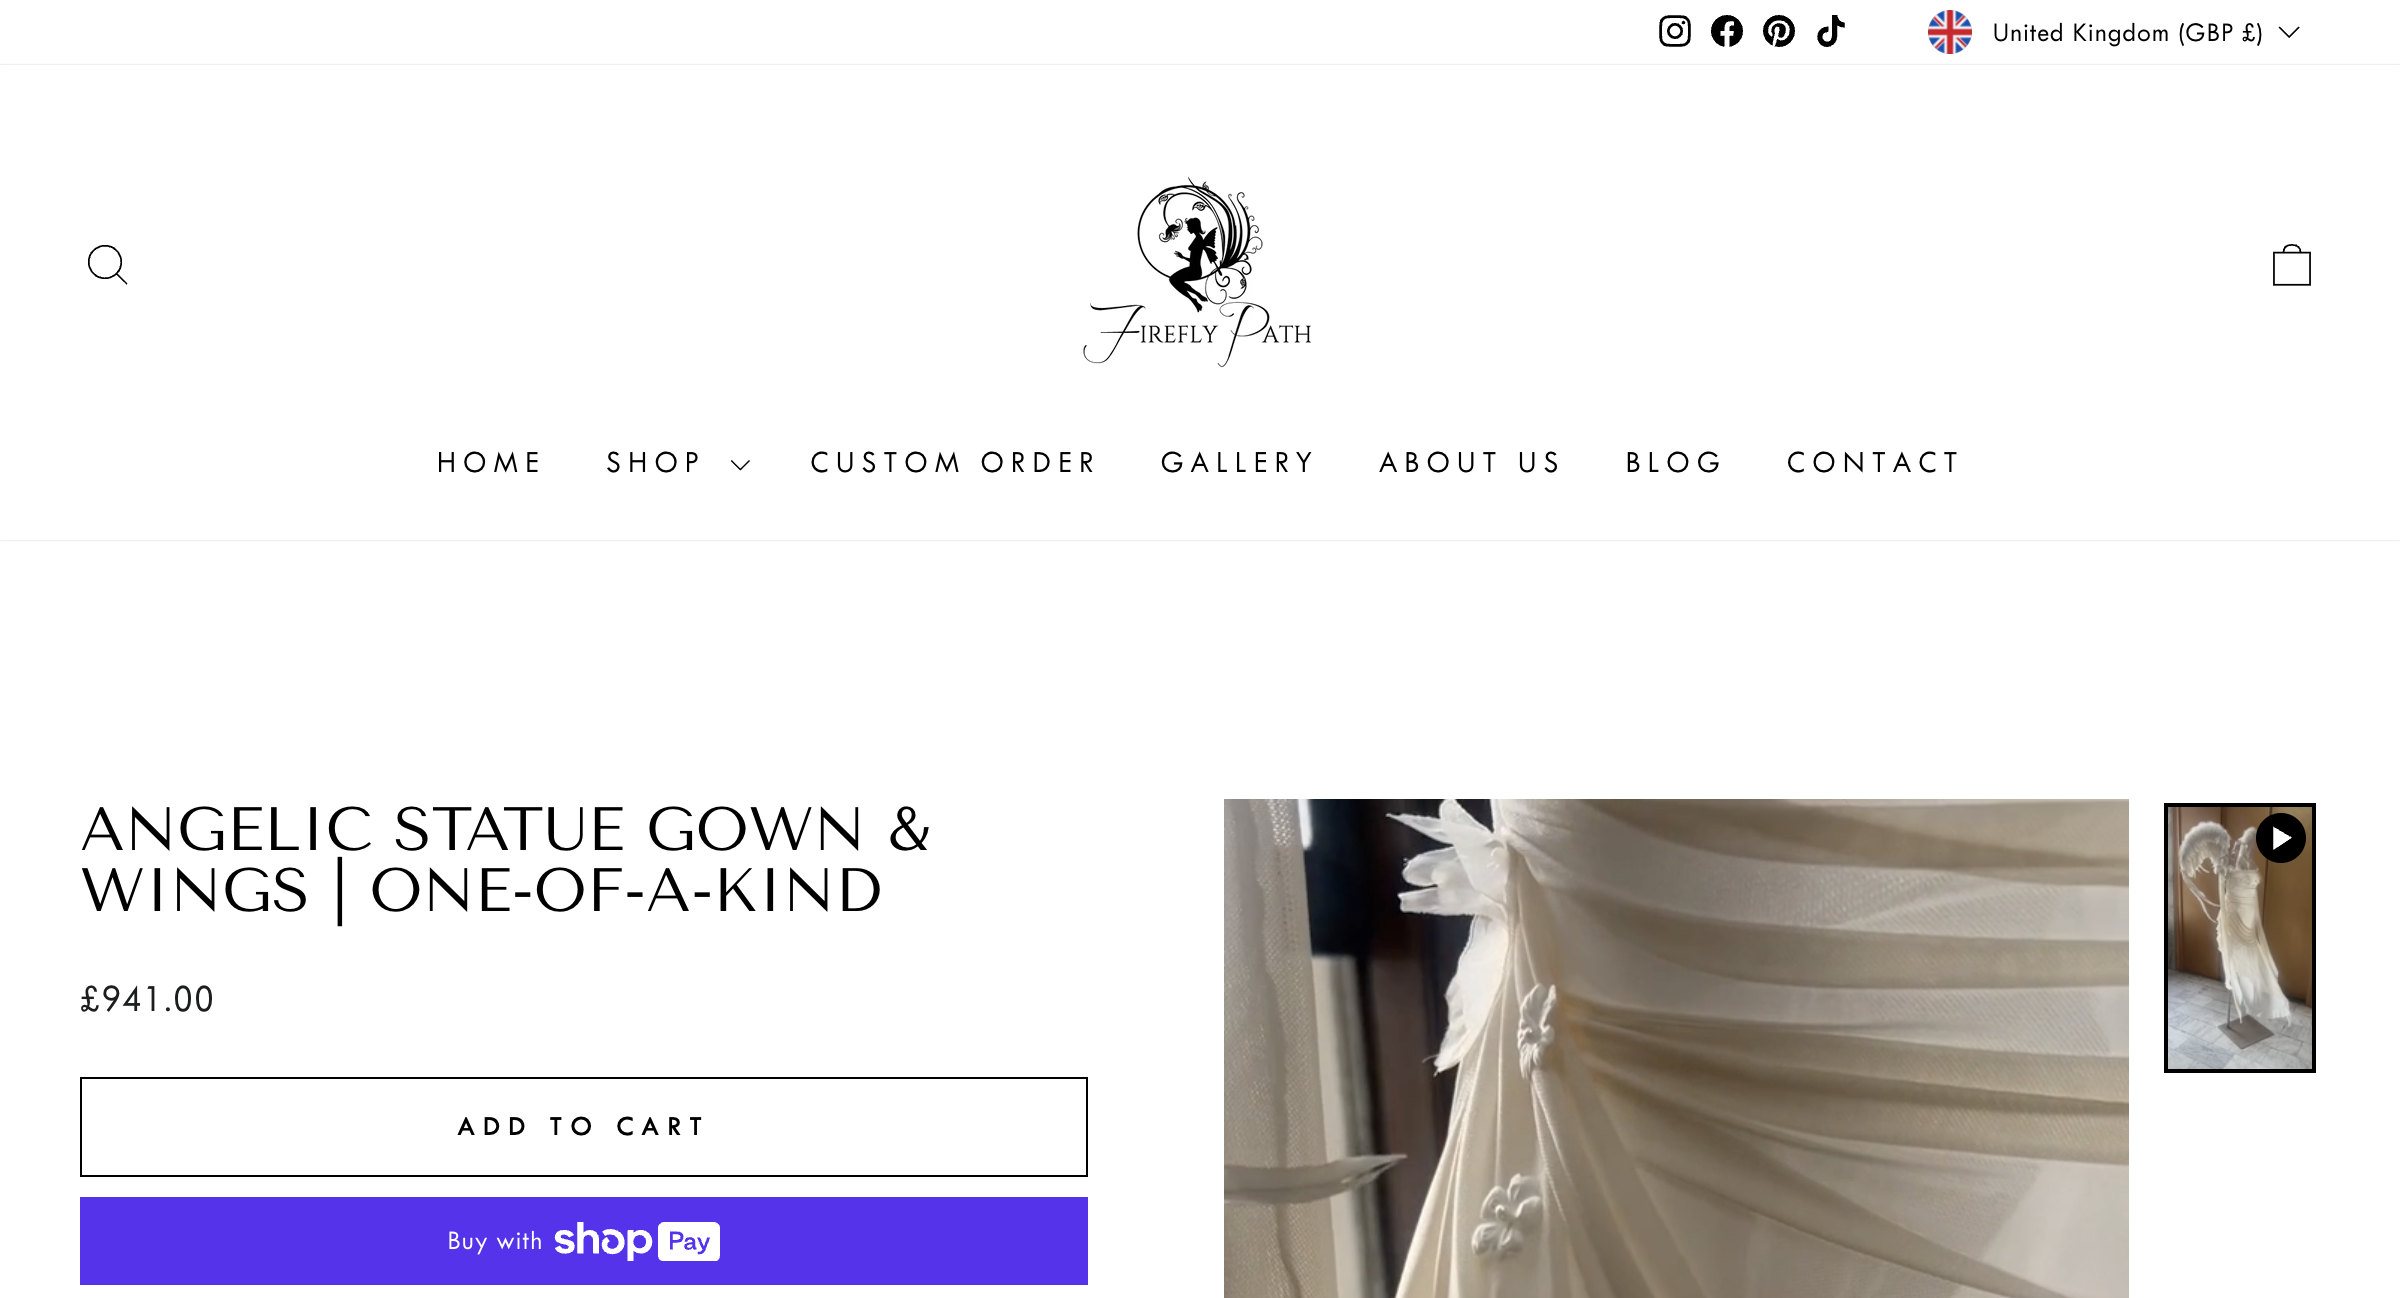 United Kingdom (GBP £)
FIREFLY PATH
HOME SHOP CUSTOM ORDER GALLERY ABOUT US BLOG CONTACT
ANGELIC STATUE GOWN &
WINGS | ONE-OF-A-KIND
£941.00
ADD TO CART
Buy with shop Pay